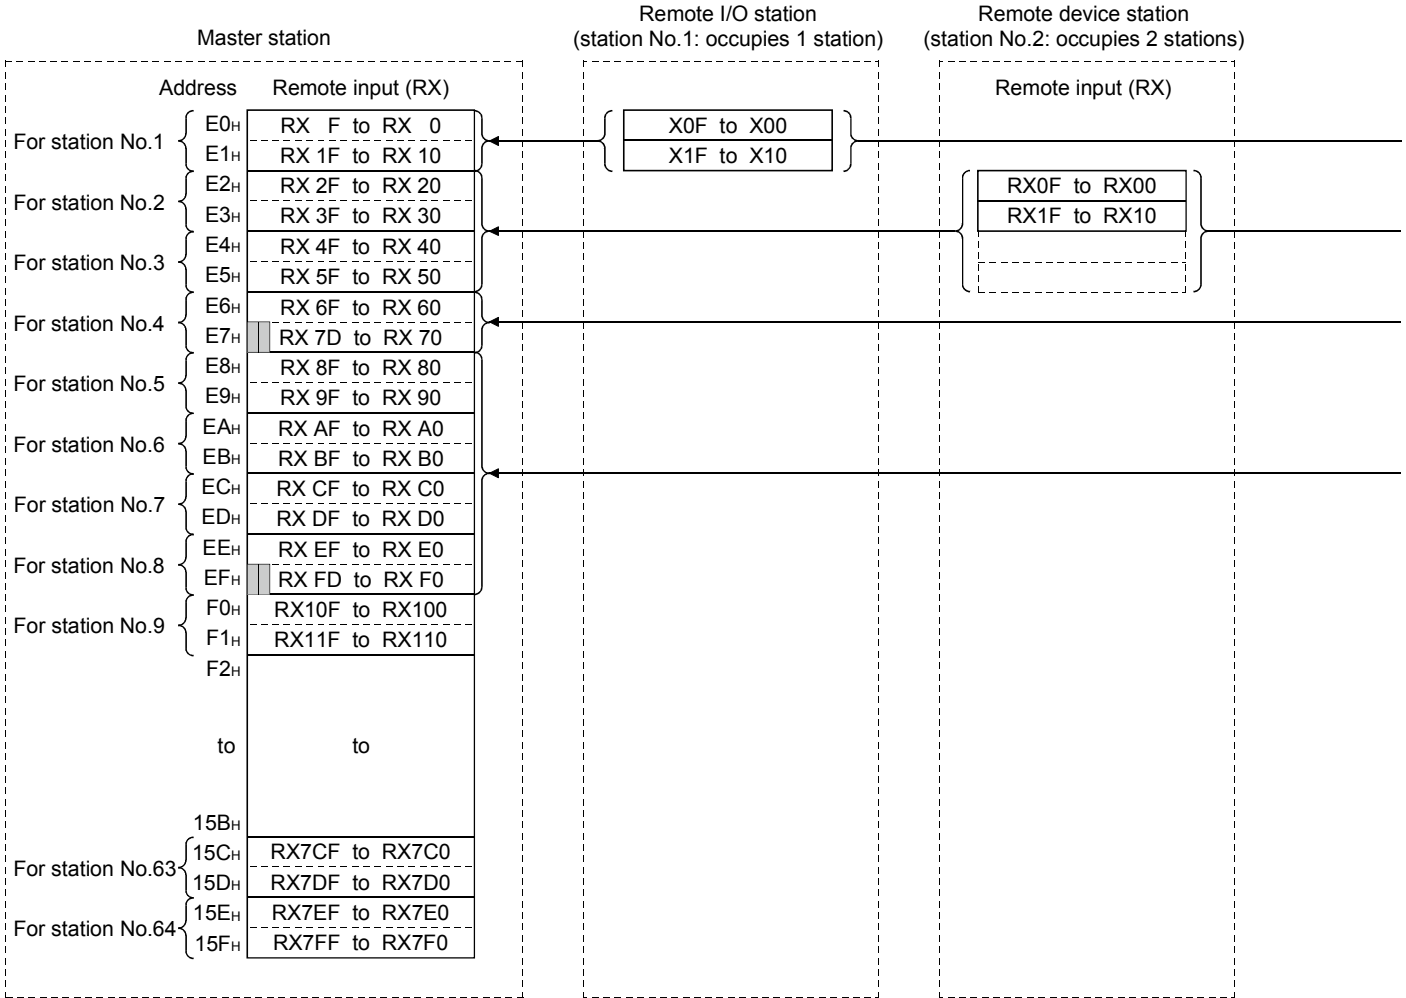 Remote I/O station
(station No.1: occupies 1 station)
Remote device station
(station No.2: occupies 2 stations)
Master station
Address Remote input (RX)
Remote input (RX)
For station No.1
E0H RX F to RX 0
E1H RX 1F to RX 10
X0F to X00
X1F to X10
For station No.2
E2H RX 2F to RX 20
E3H RX 3F to RX 30
RX0F to RX00
RX1F to RX10
For station No.3
E4H RX 4F to RX 40
E5H RX 5F to RX 50
For station No.4
E6H RX 6F to RX 60
E7H RX 7D to RX 70
For station No.5
E8H RX 8F to RX 80
E9H RX 9F to RX 90
For station No.6
EAH RX AF to RX A0
EBH RX BF to RX B0
For station No.7
ECH RX CF to RX C0
EDH RX DF to RX D0
For station No.8
EEH RX EF to RX E0
EFH RX FD to RX F0
For station No.9
F0H RX10F to RX100
F1H RX11F to RX110
F2H
to to
15BH
For station No.63
15CH RX7CF to RX7C0
15DH RX7DF to RX7D0
For station No.64
15EH RX7EF to RX7E0
15FH RX7FF to RX7F0